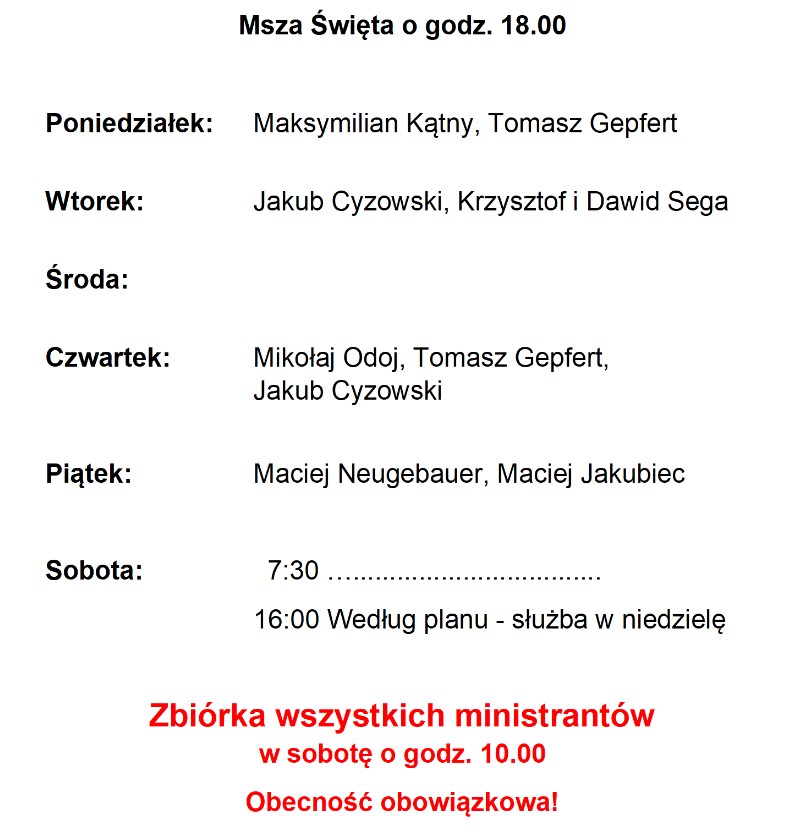 Msza Święta o godz. 18.00
Poniedziałek: Maksymilian Kątny, Tomasz Gepfert
Wtorek: Jakub Cyzowski, Krzysztof i Dawid Sega
Środa:
Czwartek: Mikołaj Odoj, Tomasz Gepfert,
Jakub Cyzowski
Piątek: Maciej Neugebauer, Maciej Jakubiec
Sobota: 7:30 …..................................
16:00 Według planu - służba w niedzielę
Zbiórka wszystkich ministrantów
w sobotę o godz. 10.00
Obecność obowiązkowa!